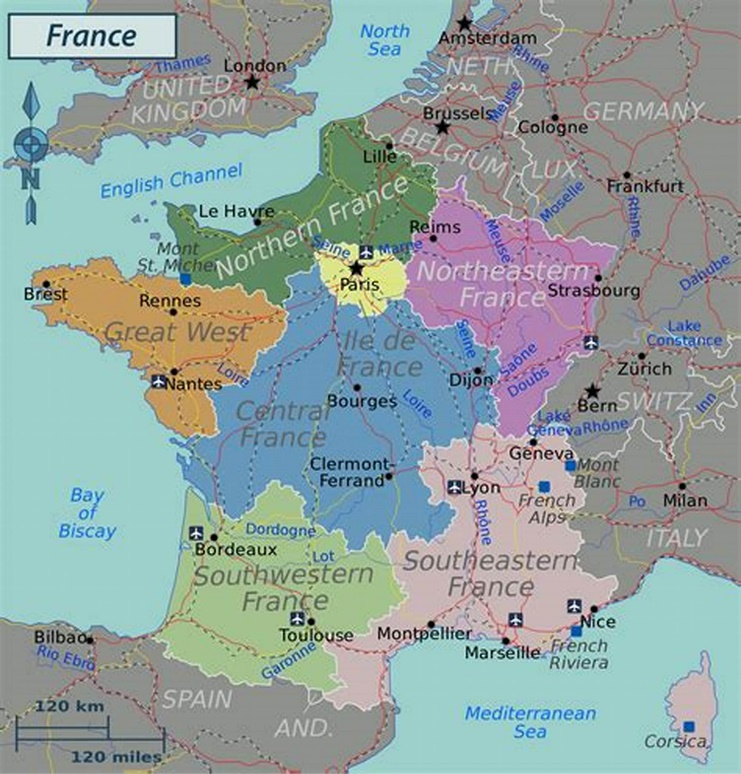 France
North
Sea
Amsterdam
Thames
London
NETH.
Rhine
UNITED
KINGDOM
Meuse
Brussels
GERMANY
Cologne
BELGIUM
N
Lille
LUX.
English Channel
Moselle
Frankfurt
Le Havre
Northern France
Rhine
Reims
Meuse
Seine
Marne
Mont
St. Michel
Northeastern
France
Danube
Paris
Strasbourg
Brest
Rennes
Great West
Ile de
France
Seine
Lake
Constance
Saône
Zürich
Nantes
Loire
Dijon
Doubs
Bourges
Loire
Bern
SWITZ.
Inn
Central
France
Lake
Geneva
Rhône
Geneva
Clermont-
Ferrand
Mont
Blanc
Lyon
French
Alps
Po
Milan
Bay
of
Biscay
Rhône
Dordogne
Bordeaux
Lot
ITALY
Southwestern
France
Southeastern
France
Toulouse
Montpellier
Nice
Bilbao
Marseille
French
Riviera
Rio Ebro
Garonne
SPAIN
AND.
120 km
120 miles
Mediterranean
Sea
Corsica